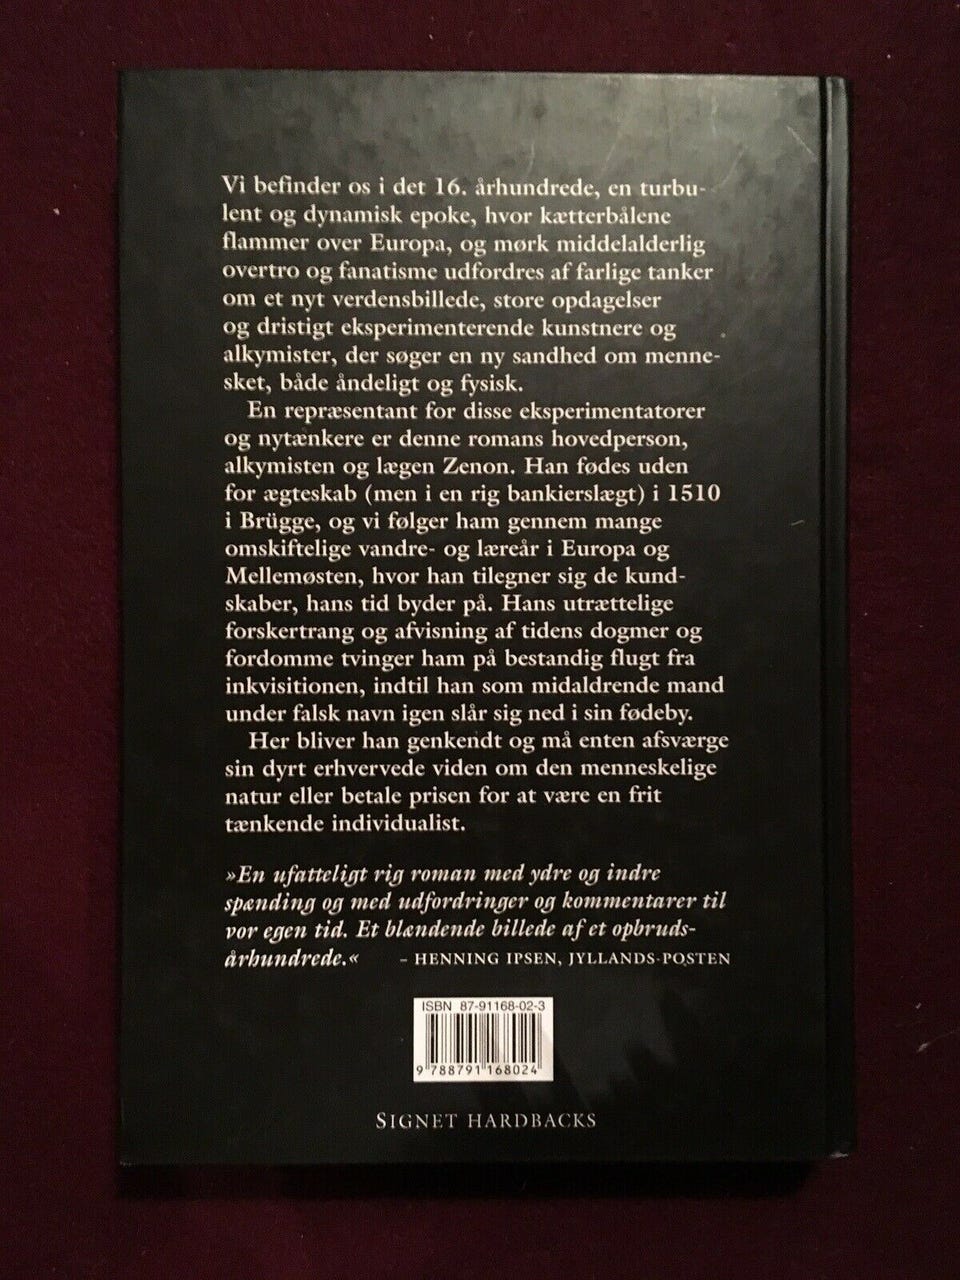 Vi befinder os i det 16. århundrede, en turbu-
lent og dynamisk epoke, hvor kætterbålene
flammer over Europa, og mørk middelalderlig
overtro og fanatisme udfordres af farlige tanker
om et nyt verdensbillede, store opdagelser
og dristigt eksperimenterende kunstnere og
alkymister, der søger en ny sandhed om menne-
sket, både åndeligt og fysisk.
En repræsentant for disse eksperimentatorer
og nytænkere er denne romans hovedperson,
alkymisten og lægen Zenon. Han fødes uden
for ægteskab (men i en rig bankierslægt) i 1510
i Brügge, og vi følger ham gennem mange
omskiftelige vandre- og læreår i Europa og
Mellemøsten, hvor han tilegner sig de kund-
skaber, hans tid byder på. Hans utrættelige
forskertrang og afvisning af tidens dogmer og
fordomme tvinger ham på bestandig flugt fra
inkvisitionen, indtil han som midaldrende mand
under falsk navn igen slår sig ned i sin fødeby.
Her bliver han genkendt og må enten afsværge
sin dyrt erhvervede viden om den menneskelige
natur eller betale prisen for at være en frit
tænkende individualist.
»En ufatteligt rig roman med ydre og indre
spænding og med udfordringer og kommentarer til
vor egen tid. Et blændende billede af et opbruds-
århundrede.« – HENNING IPSEN, JYLLANDS-POSTEN
ISBN 87-91168-02-3
9 788791 168024
SIGNET HARDBACKS